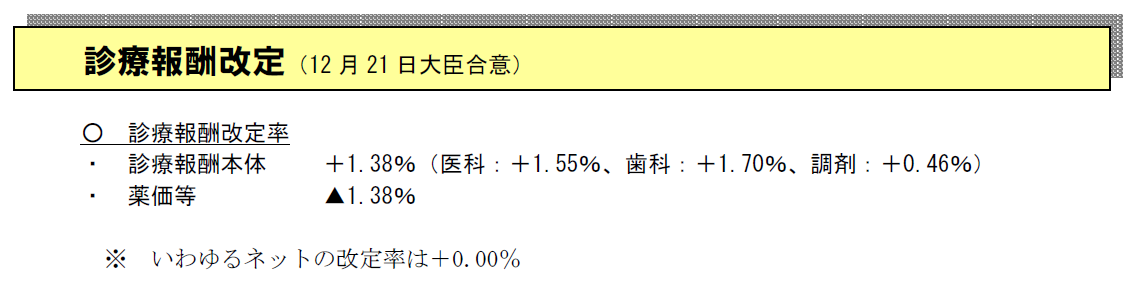 診療報酬改定（12月21日大臣合意）
〇　診療報酬改定率
・　診療報酬本体　　＋1.38％（医科：＋1.55％、歯科：＋1.70％、調剤：＋0.46％）
・　薬価等　　▲1.38％
※　いわゆるネットの改定率は＋0.00％